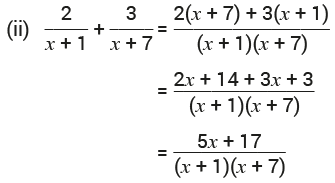 (ii) 2/(x + 1) + 3/(x + 7) = (2(x + 7) + 3(x + 1))/((x + 1)(x + 7))
= (2x + 14 + 3x + 3)/((x + 1)(x + 7))
= (5x + 17)/((x + 1)(x + 7))